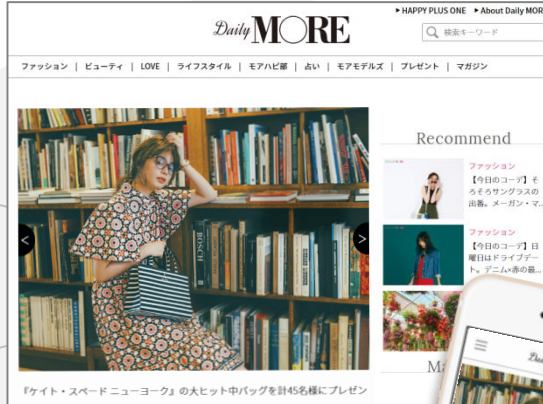 ▶ HAPPY PLUS ONE ▶ About Daily MOR
Daily MORE
検索キーワード
ファッション | ビューティ | LOVE | ライフスタイル | モアハピ部 | 占い | モアモデルズ | プレゼント | マガジン
BOSCH
Recommend
ファッション
【今日のコーデ】そ
ろそろサングラスの
出番。メーガン・マ...
ファッション
【今日のコーデ】日
曜日はドライブデー
ト。デニム×赤の最...
『ケイト・スペード ニューヨーク』の大ヒット中バッグを計45名様にプレゼン